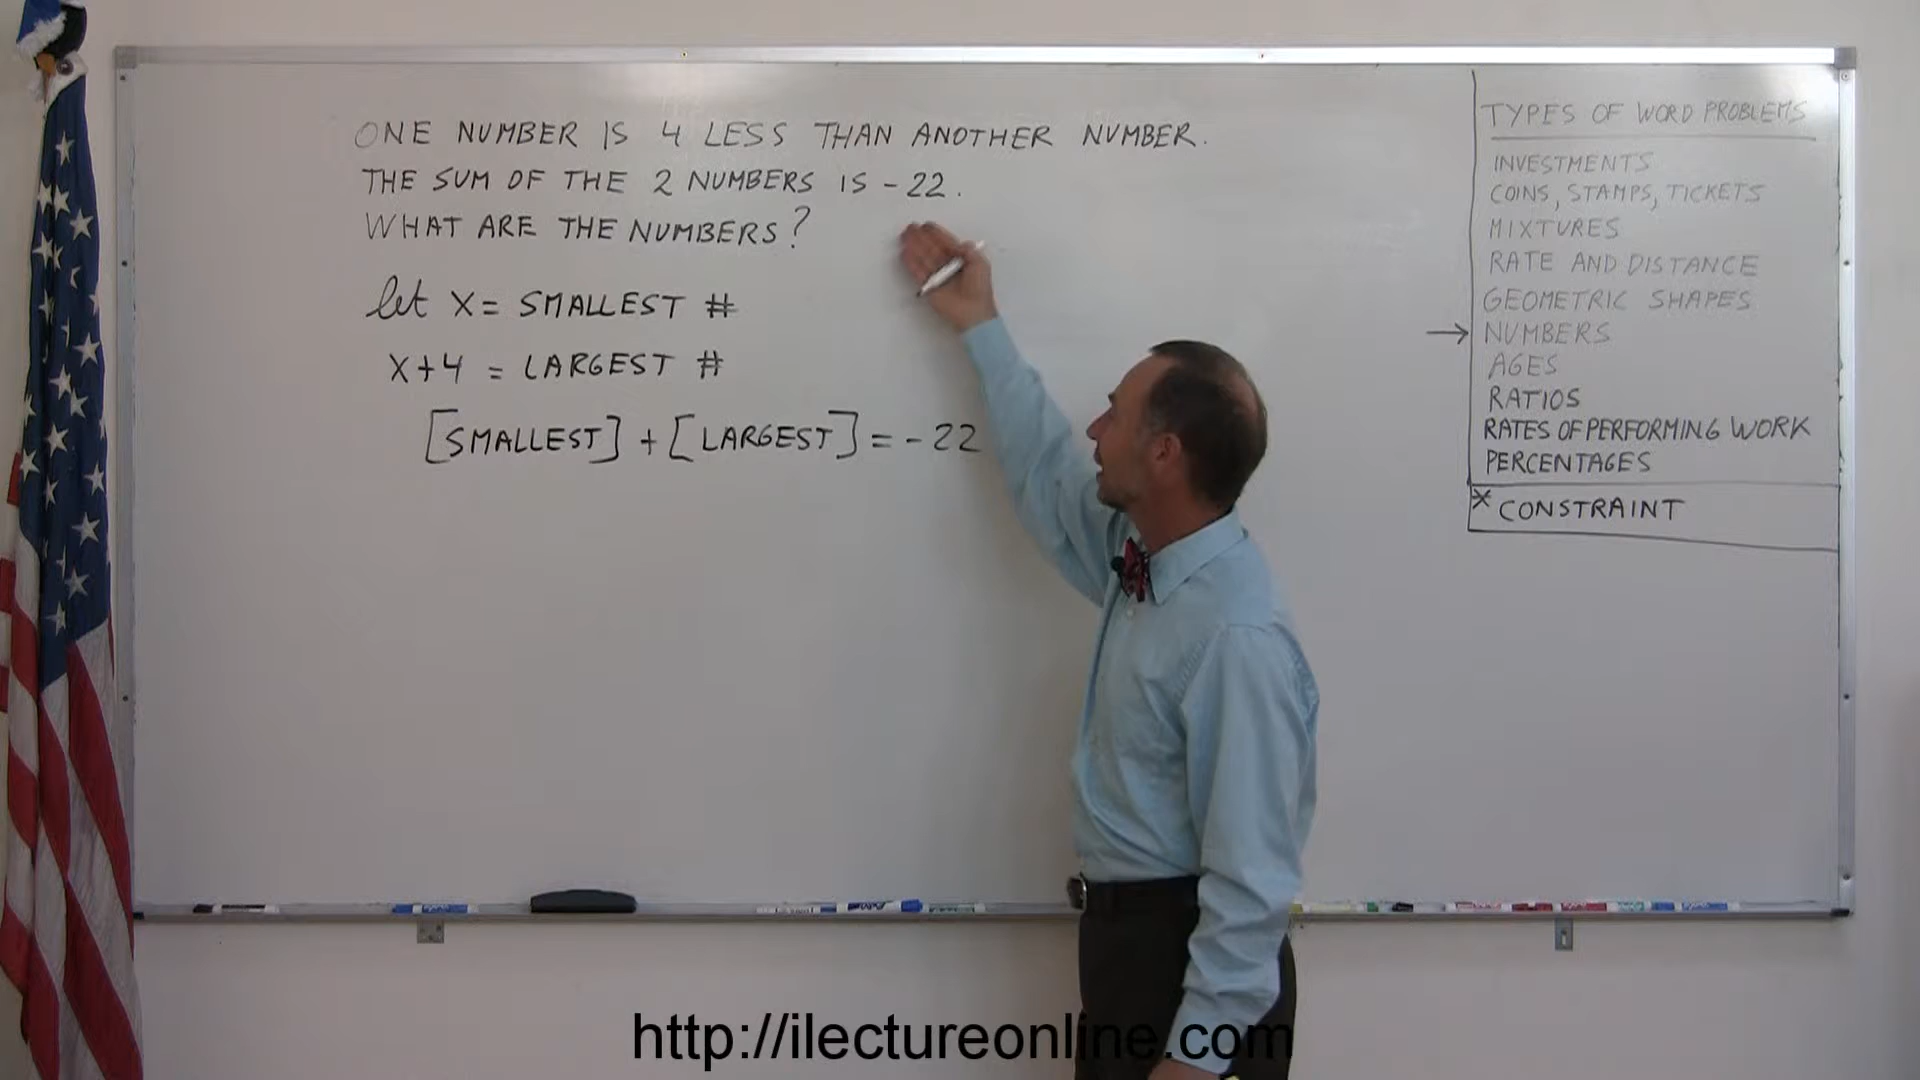 ONE NUMBER IS 4 LESS THAN ANOTHER NUMBER.
THE SUM OF THE 2 NUMBERS IS -22.
WHAT ARE THE NUMBERS?
let X = SMALLEST #
X+4 = LARGEST #
[SMALLEST] + [LARGEST] = -22
TYPES OF WORD PROBLEMS
INVESTMENTS
COINS, STAMPS, TICKETS
MIXTURES
RATE AND DISTANCE
GEOMETRIC SHAPES
→ NUMBERS
AGES
RATIOS
RATES OF PERFORMING WORK
PERCENTAGES
* CONSTRAINT
http://ilectureonline.com